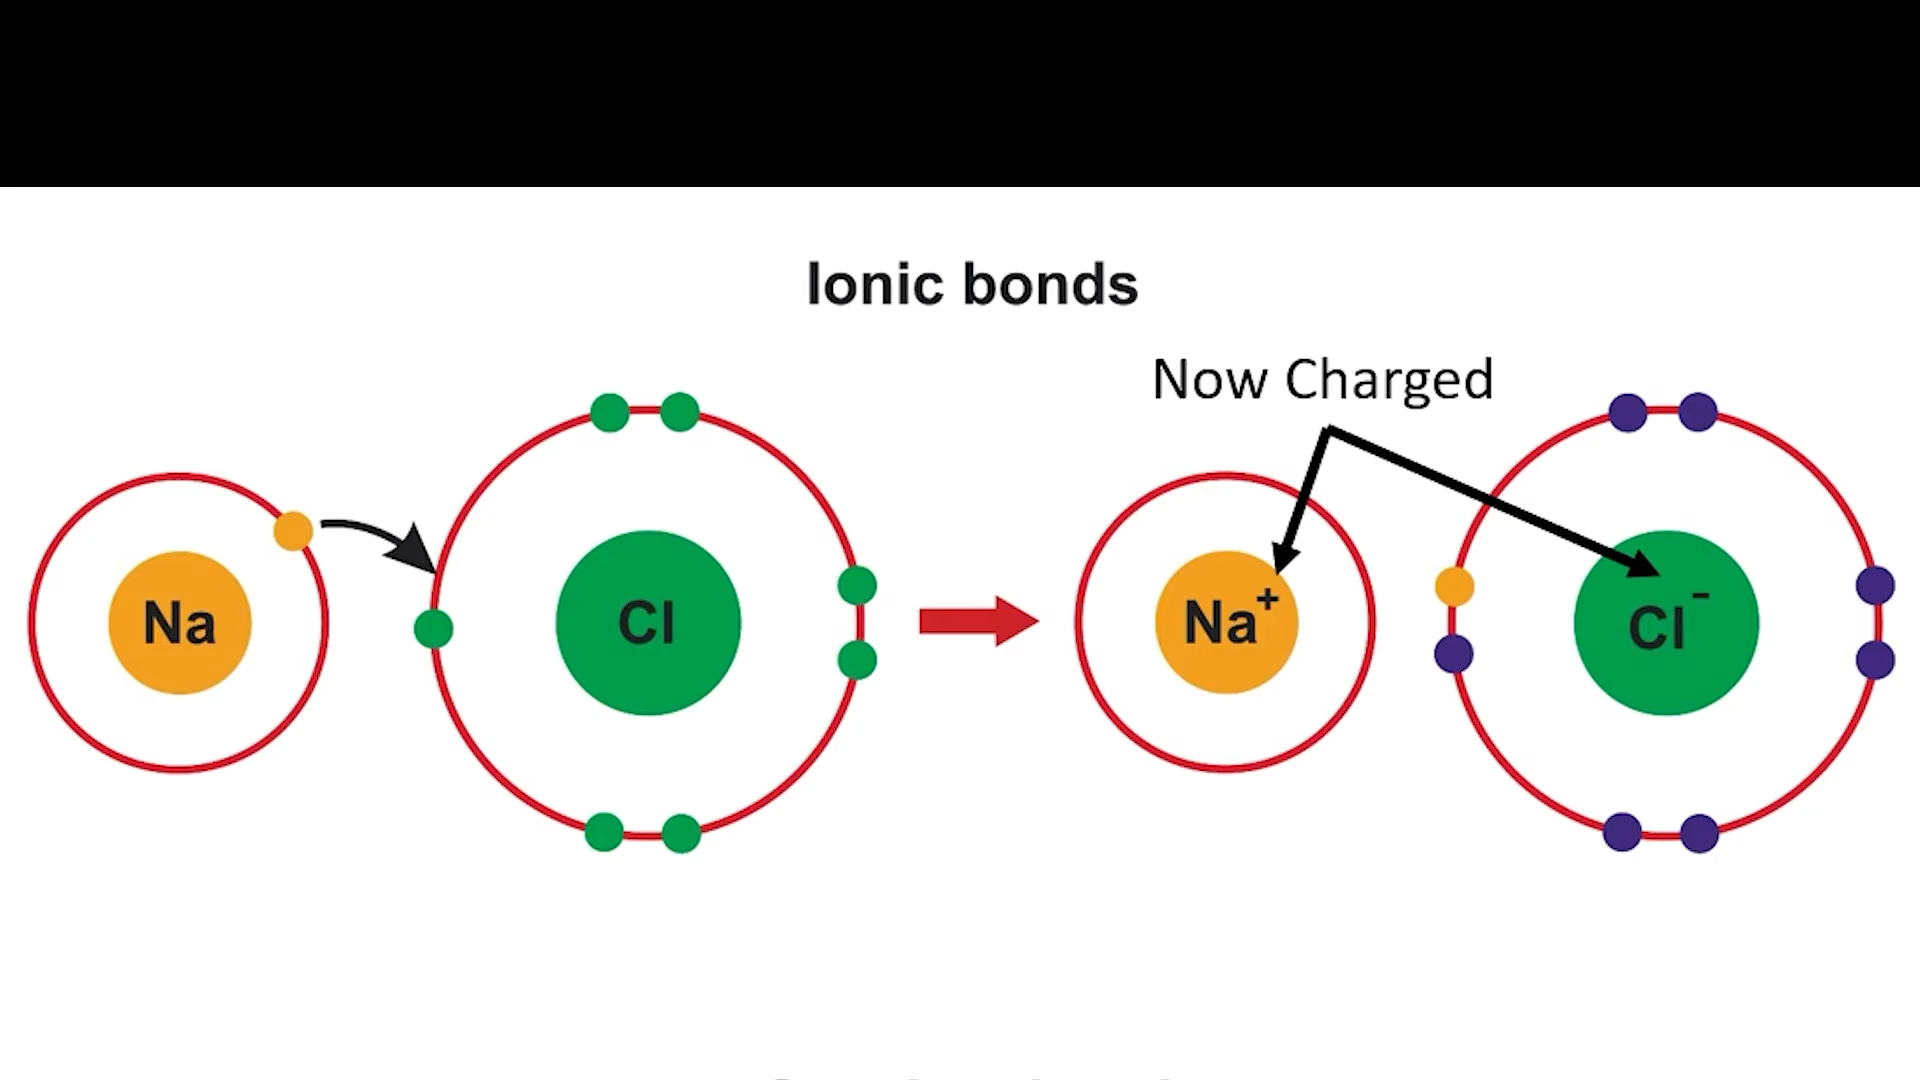 Ionic bonds
Now Charged
Na
Cl
Na⁺
Cl⁻